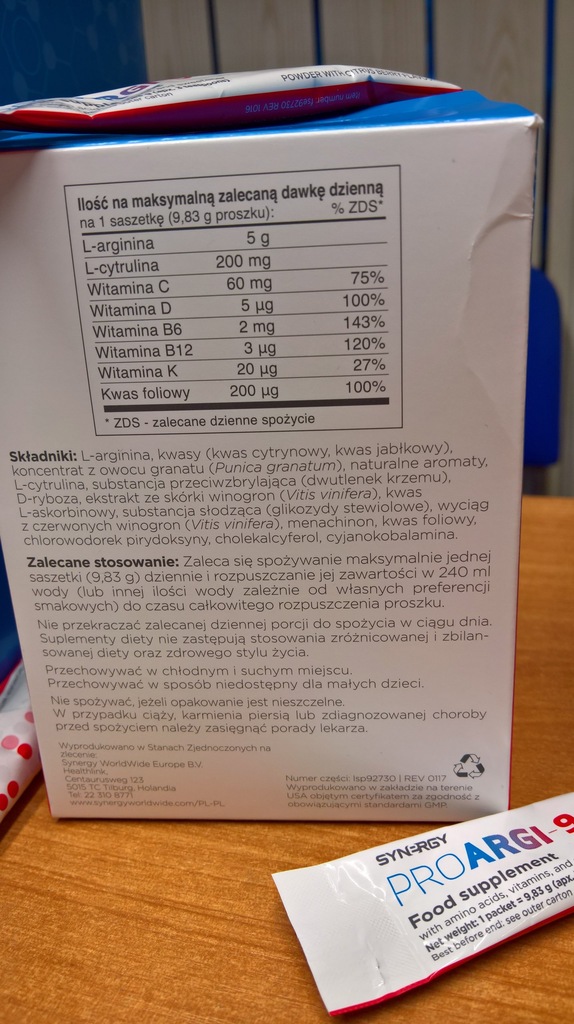 POWDER WITH CITRUS BERRY FLAVO
see outer carton
Item number: fse92730 REV 1016
Ilość na maksymalną zalecaną dawkę dzienną
na 1 saszetkę (9,83 g proszku): % ZDS*
L-arginina 5 g
L-cytrulina 200 mg
Witamina C 60 mg 75%
Witamina D 5 µg 100%
Witamina B6 2 mg 143%
Witamina B12 3 µg 120%
Witamina K 20 µg 27%
Kwas foliowy 200 µg 100%
* ZDS - zalecane dzienne spożycie
Składniki: L-arginina, kwasy (kwas cytrynowy, kwas jabłkowy),
koncentrat z owocu granatu (Punica granatum), naturalne aromaty,
L-cytrulina, substancja przeciwzbrylająca (dwutlenek krzemu),
D-ryboza, ekstrakt ze skórki winogron (Vitis vinifera), kwas
L-askorbinowy, substancja słodząca (glikozydy stewiolowe), wyciąg
z czerwonych winogron (Vitis vinifera), menachinon, kwas foliowy,
chlorowodorek pirydoksyny, cholekalcyferol, cyjanokobalamina.
Zalecane stosowanie: Zaleca się spożywanie maksymalnie jednej
saszetki (9,83 g) dziennie i rozpuszczanie jej zawartości w 240 ml
wody (lub innej ilości wody zależnie od własnych preferencji
smakowych) do czasu całkowitego rozpuszczenia proszku.
Nie przekraczać zalecanej dziennej porcji do spożycia w ciągu dnia.
Suplementy diety nie zastępują stosowania zróżnicowanej i zbilan-
sowanej diety oraz zdrowego stylu życia.
Przechowywać w chłodnym i suchym miejscu.
Przechowywać w sposób niedostępny dla małych dzieci.
Nie spożywać, jeżeli opakowanie jest nieszczelne.
W przypadku ciąży, karmienia piersią lub zdiagnozowanej choroby
przed spożyciem należy zasięgnąć porady lekarza.
Wyprodukowano w Stanach Zjednoczonych na
zlecenie:
Synergy WorldWide Europe B.V.
Healthlink,
Centaurusweg 123
5015 TC Tilburg, Holandia
Tel. 22 310 8771
www.synergyworldwide.com/PL-PL
Numer części: lsp92730 | REV 0117
Wyprodukowano w zakładzie na terenie
USA objętym certyfikatem za zgodność z
obowiązującymi standardami GMP.
SYNERGY
PROARGI-9
Food supplement
with amino acids, vitamins, and
Net weight: 1 packet = 9,83 g (apx.
Best before end: see outer carton